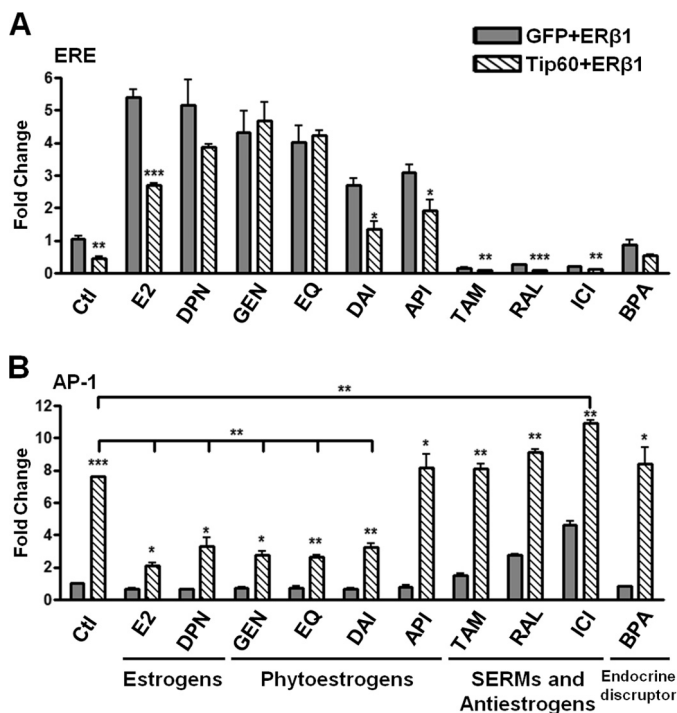 A
ERE
GFP+ERβ1
Tip60+ERβ1
Fold Change
6
5
4
3
2
1
0
** *** * * ** *** **
Ctl E2 DPN GEN EQ DAI API TAM RAL ICI BPA
B
AP-1
Fold Change
12
10
8
6
4
2
0
**
**
*** * * * ** ** * ** ** ** *
Ctl E2 DPN GEN EQ DAI API TAM RAL ICI BPA
Estrogens Phytoestrogens SERMs and Antiestrogens Endocrine discruptor